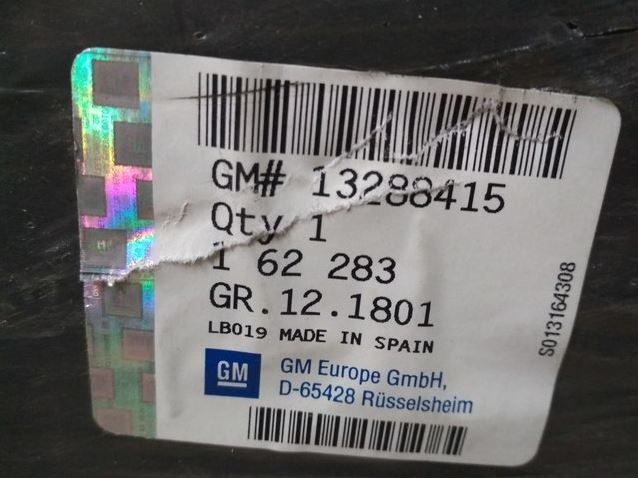 GM# 13288415
Qty 1
1 62 283
GR.12.1801
LB019 MADE IN SPAIN
GM
GM Europe GmbH,
D-65428 Rüsselsheim
S013164308